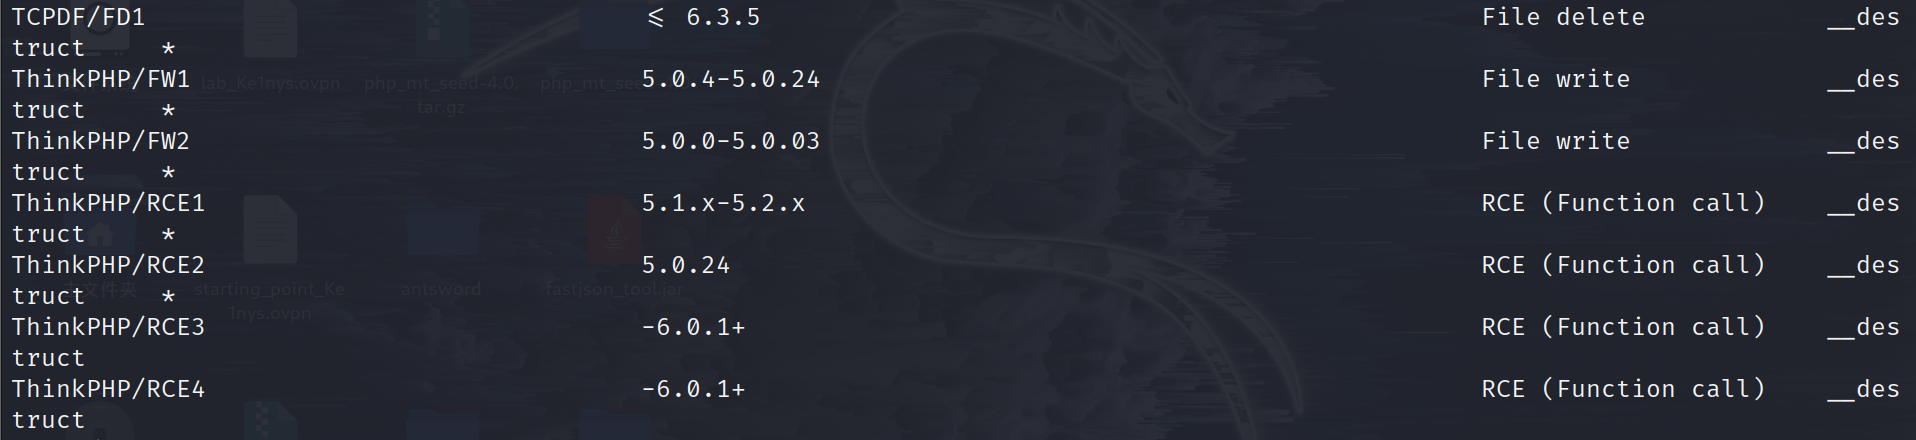 TCPDF/FD1 <= 6.3.5 File delete __des
truct *
ThinkPHP/FW1 5.0.4-5.0.24 File write __des
lab_Ke1nys.ovpn php_mt_seed-4.0. php_mt_see
truct *
tar.gz
ThinkPHP/FW2 5.0.0-5.0.03 File write __des
truct *
ThinkPHP/RCE1 5.1.x-5.2.x RCE (Function call) __des
truct *
ThinkPHP/RCE2 5.0.24 RCE (Function call) __des
文件夹 starting_point_Ke antsword fastjson_tool.jar
truct *
1nys.ovpn
ThinkPHP/RCE3 -6.0.1+ RCE (Function call) __des
truct
ThinkPHP/RCE4 -6.0.1+ RCE (Function call) __des
truct